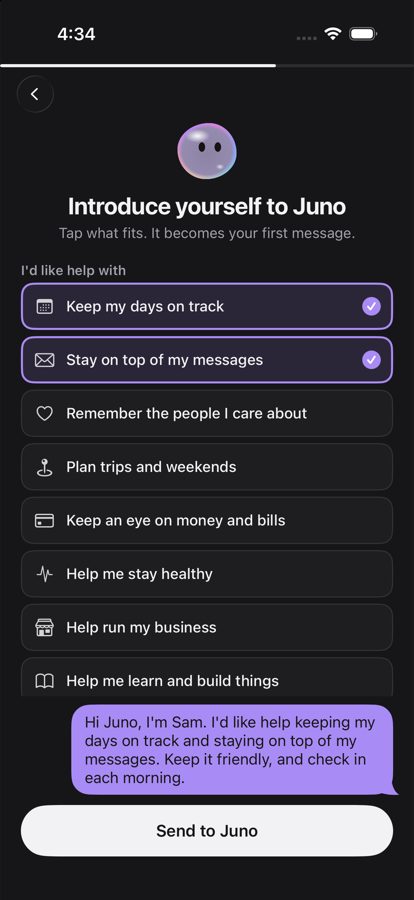 4:34
Introduce yourself to Juno
Tap what fits. It becomes your first message.
I'd like help with
Keep my days on track
Stay on top of my messages
Remember the people I care about
Plan trips and weekends
Keep an eye on money and bills
Help me stay healthy
Help run my business
Help me learn and build things
Hi Juno, I'm Sam. I'd like help keeping my
days on track and staying on top of my
messages. Keep it friendly, and check in
each morning.
Send to Juno